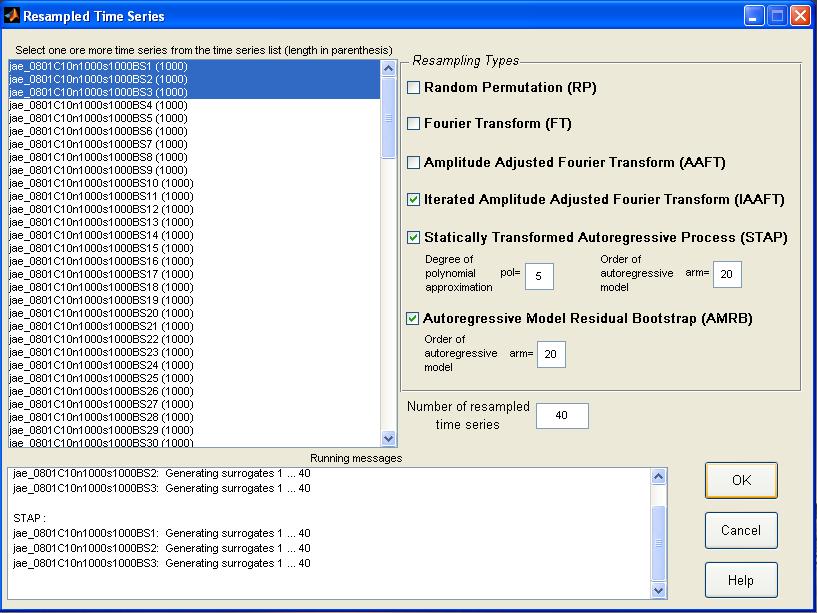 Resampled Time Series
Select one ore more time series from the time series list (length in parenthesis)
jae_0801C10n1000s1000BS1 (1000)
jae_0801C10n1000s1000BS2 (1000)
jae_0801C10n1000s1000BS3 (1000)
jae_0801C10n1000s1000BS4 (1000)
jae_0801C10n1000s1000BS5 (1000)
jae_0801C10n1000s1000BS6 (1000)
jae_0801C10n1000s1000BS7 (1000)
jae_0801C10n1000s1000BS8 (1000)
jae_0801C10n1000s1000BS9 (1000)
jae_0801C10n1000s1000BS10 (1000)
jae_0801C10n1000s1000BS11 (1000)
jae_0801C10n1000s1000BS12 (1000)
jae_0801C10n1000s1000BS13 (1000)
jae_0801C10n1000s1000BS14 (1000)
jae_0801C10n1000s1000BS15 (1000)
jae_0801C10n1000s1000BS16 (1000)
jae_0801C10n1000s1000BS17 (1000)
jae_0801C10n1000s1000BS18 (1000)
jae_0801C10n1000s1000BS19 (1000)
jae_0801C10n1000s1000BS20 (1000)
jae_0801C10n1000s1000BS21 (1000)
jae_0801C10n1000s1000BS22 (1000)
jae_0801C10n1000s1000BS23 (1000)
jae_0801C10n1000s1000BS24 (1000)
jae_0801C10n1000s1000BS25 (1000)
jae_0801C10n1000s1000BS26 (1000)
jae_0801C10n1000s1000BS27 (1000)
jae_0801C10n1000s1000BS28 (1000)
jae_0801C10n1000s1000BS29 (1000)
jae_0801C10n1000s1000BS30 (1000)
Resampling Types
Random Permutation (RP)
Fourier Transform (FT)
Amplitude Adjusted Fourier Transform (AAFT)
Iterated Amplitude Adjusted Fourier Transform (IAAFT)
Statically Transformed Autoregressive Process (STAP)
Degree of
polynomial
approximation
pol=
5
Order of
autoregressive
model
arm=
20
Autoregressive Model Residual Bootstrap (AMRB)
Order of
autoregressive
model
arm=
20
Number of resampled
time series
40
Running messages
jae_0801C10n1000s1000BS2: Generating surrogates 1 ... 40
jae_0801C10n1000s1000BS3: Generating surrogates 1 ... 40
STAP :
jae_0801C10n1000s1000BS1: Generating surrogates 1 ... 40
jae_0801C10n1000s1000BS2: Generating surrogates 1 ... 40
jae_0801C10n1000s1000BS3: Generating surrogates 1 ... 40
OK
Cancel
Help